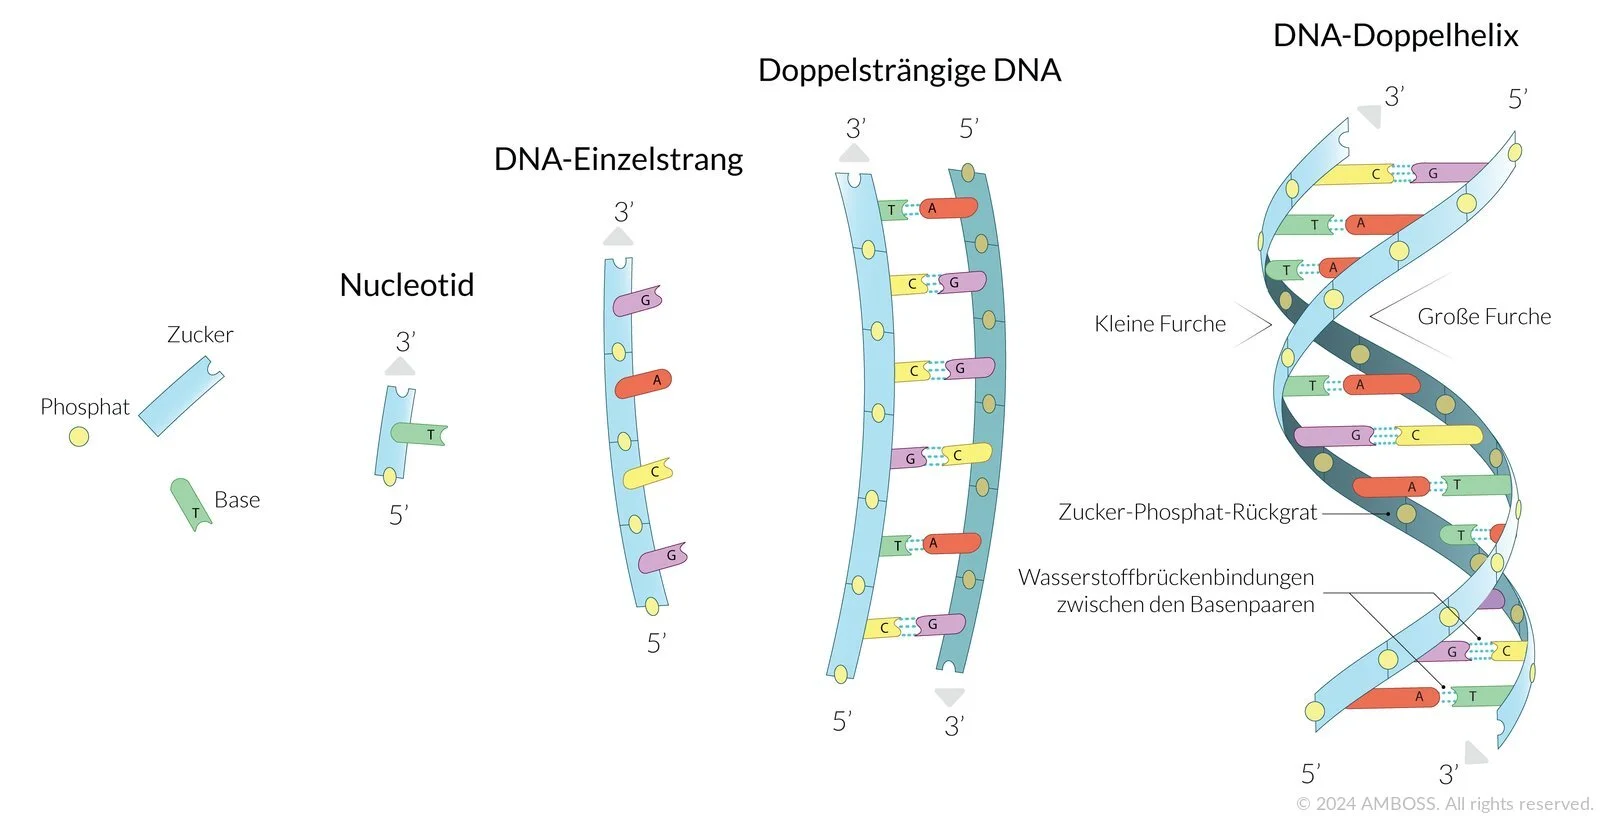 Phosphat
Zucker
T
Base
Nucleotid
3’
T
5’
DNA-Einzelstrang
3’
G
A
C
G
5’
Doppelsträngige DNA
3’ 5’
T A
C G
C G
G C
T A
C G
5’ 3’
DNA-Doppelhelix
3’ 5’
C G
T A
T A
Kleine Furche
Große Furche
T A
G C
A T
Zucker-Phosphat-Rückgrat
T
Wasserstoffbrückenbindungen
zwischen den Basenpaaren
G C
A T
5’ 3’
© 2024 AMBOSS. All rights reserved.